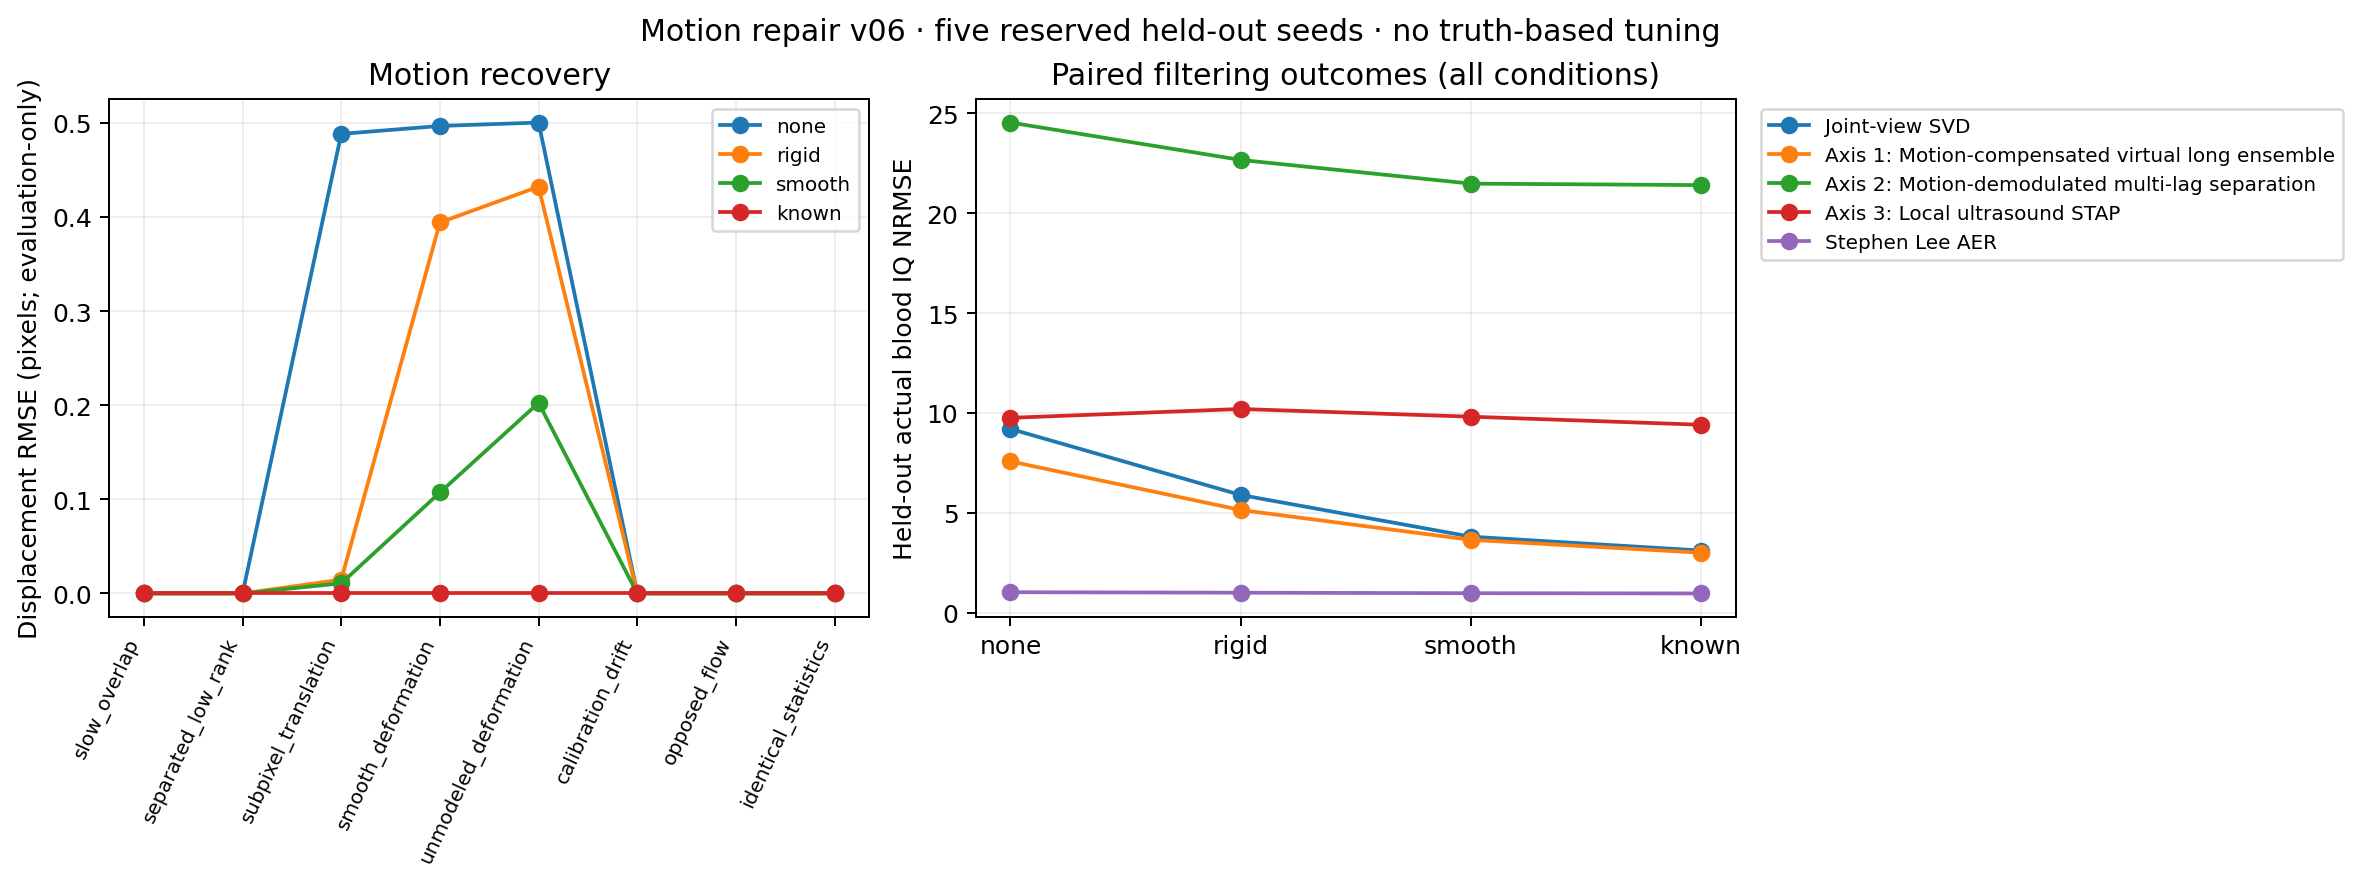 Motion repair v06 · five reserved held-out seeds · no truth-based tuning
Motion recovery
Displacement RMSE (pixels; evaluation-only)
0.5
0.4
0.3
0.2
0.1
0.0
none
rigid
smooth
known
slow_overlap
separated_low_rank
subpixel_translation
smooth_deformation
unmodeled_deformation
calibration_drift
opposed_flow
identical_statistics
Paired filtering outcomes (all conditions)
Held-out actual blood IQ NRMSE
25
20
15
10
5
0
none
rigid
smooth
known
Joint-view SVD
Axis 1: Motion-compensated virtual long ensemble
Axis 2: Motion-demodulated multi-lag separation
Axis 3: Local ultrasound STAP
Stephen Lee AER